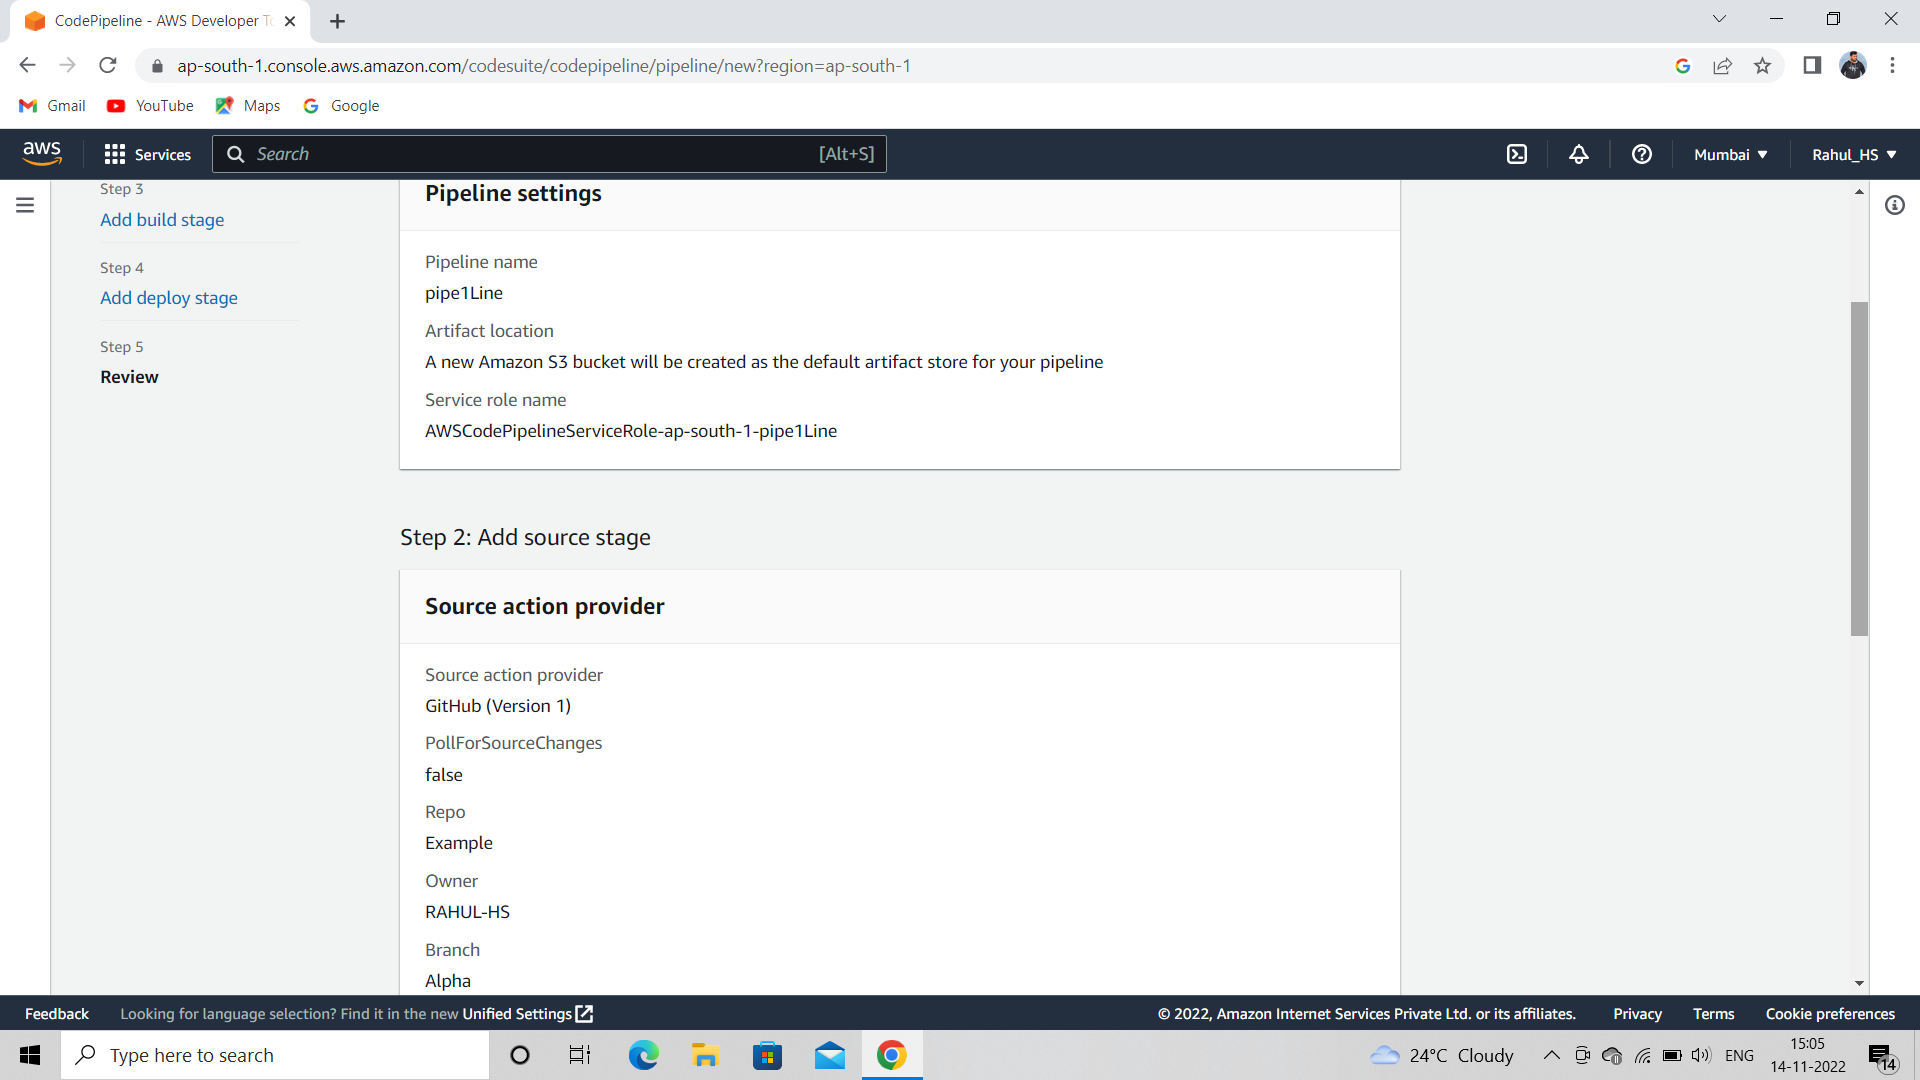 CodePipeline - AWS Developer To
ap-south-1.console.aws.amazon.com/codesuite/codepipeline/pipeline/new?region=ap-south-1
Gmail YouTube Maps Google
aws Services Search [Alt+S] Mumbai Rahul_HS
Step 3
Add build stage
Step 4
Add deploy stage
Step 5
Review
Pipeline settings
Pipeline name
pipe1Line
Artifact location
A new Amazon S3 bucket will be created as the default artifact store for your pipeline
Service role name
AWSCodePipelineServiceRole-ap-south-1-pipe1Line
Step 2: Add source stage
Source action provider
Source action provider
GitHub (Version 1)
PollForSourceChanges
false
Repo
Example
Owner
RAHUL-HS
Branch
Alpha
Feedback Looking for language selection? Find it in the new Unified Settings © 2022, Amazon Internet Services Private Ltd. or its affiliates. Privacy Terms Cookie preferences
Type here to search 24°C Cloudy ENG 15:05
14-11-2022 14